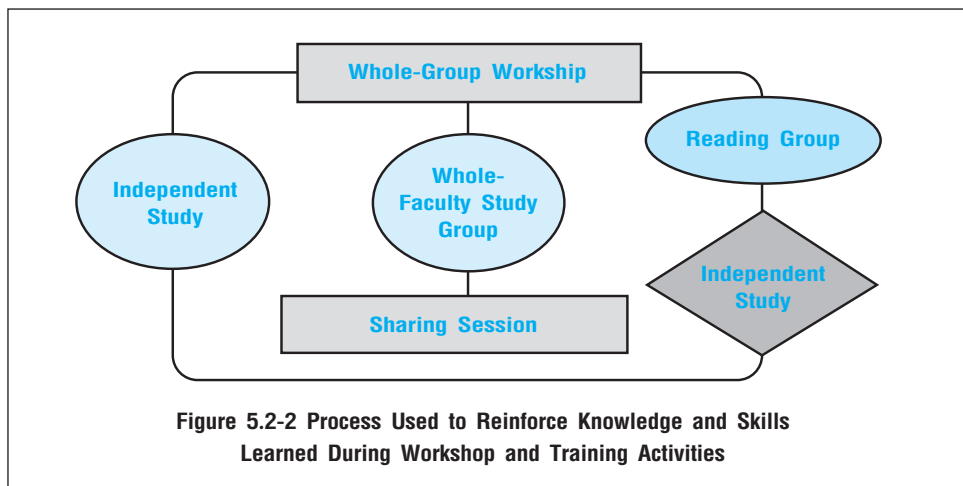 Whole-Group Workship
Reading Group
Independent
Study
Whole-
Faculty Study
Group
Independent
Study
Sharing Session
Figure 5.2-2 Process Used to Reinforce Knowledge and Skills
Learned During Workshop and Training Activities